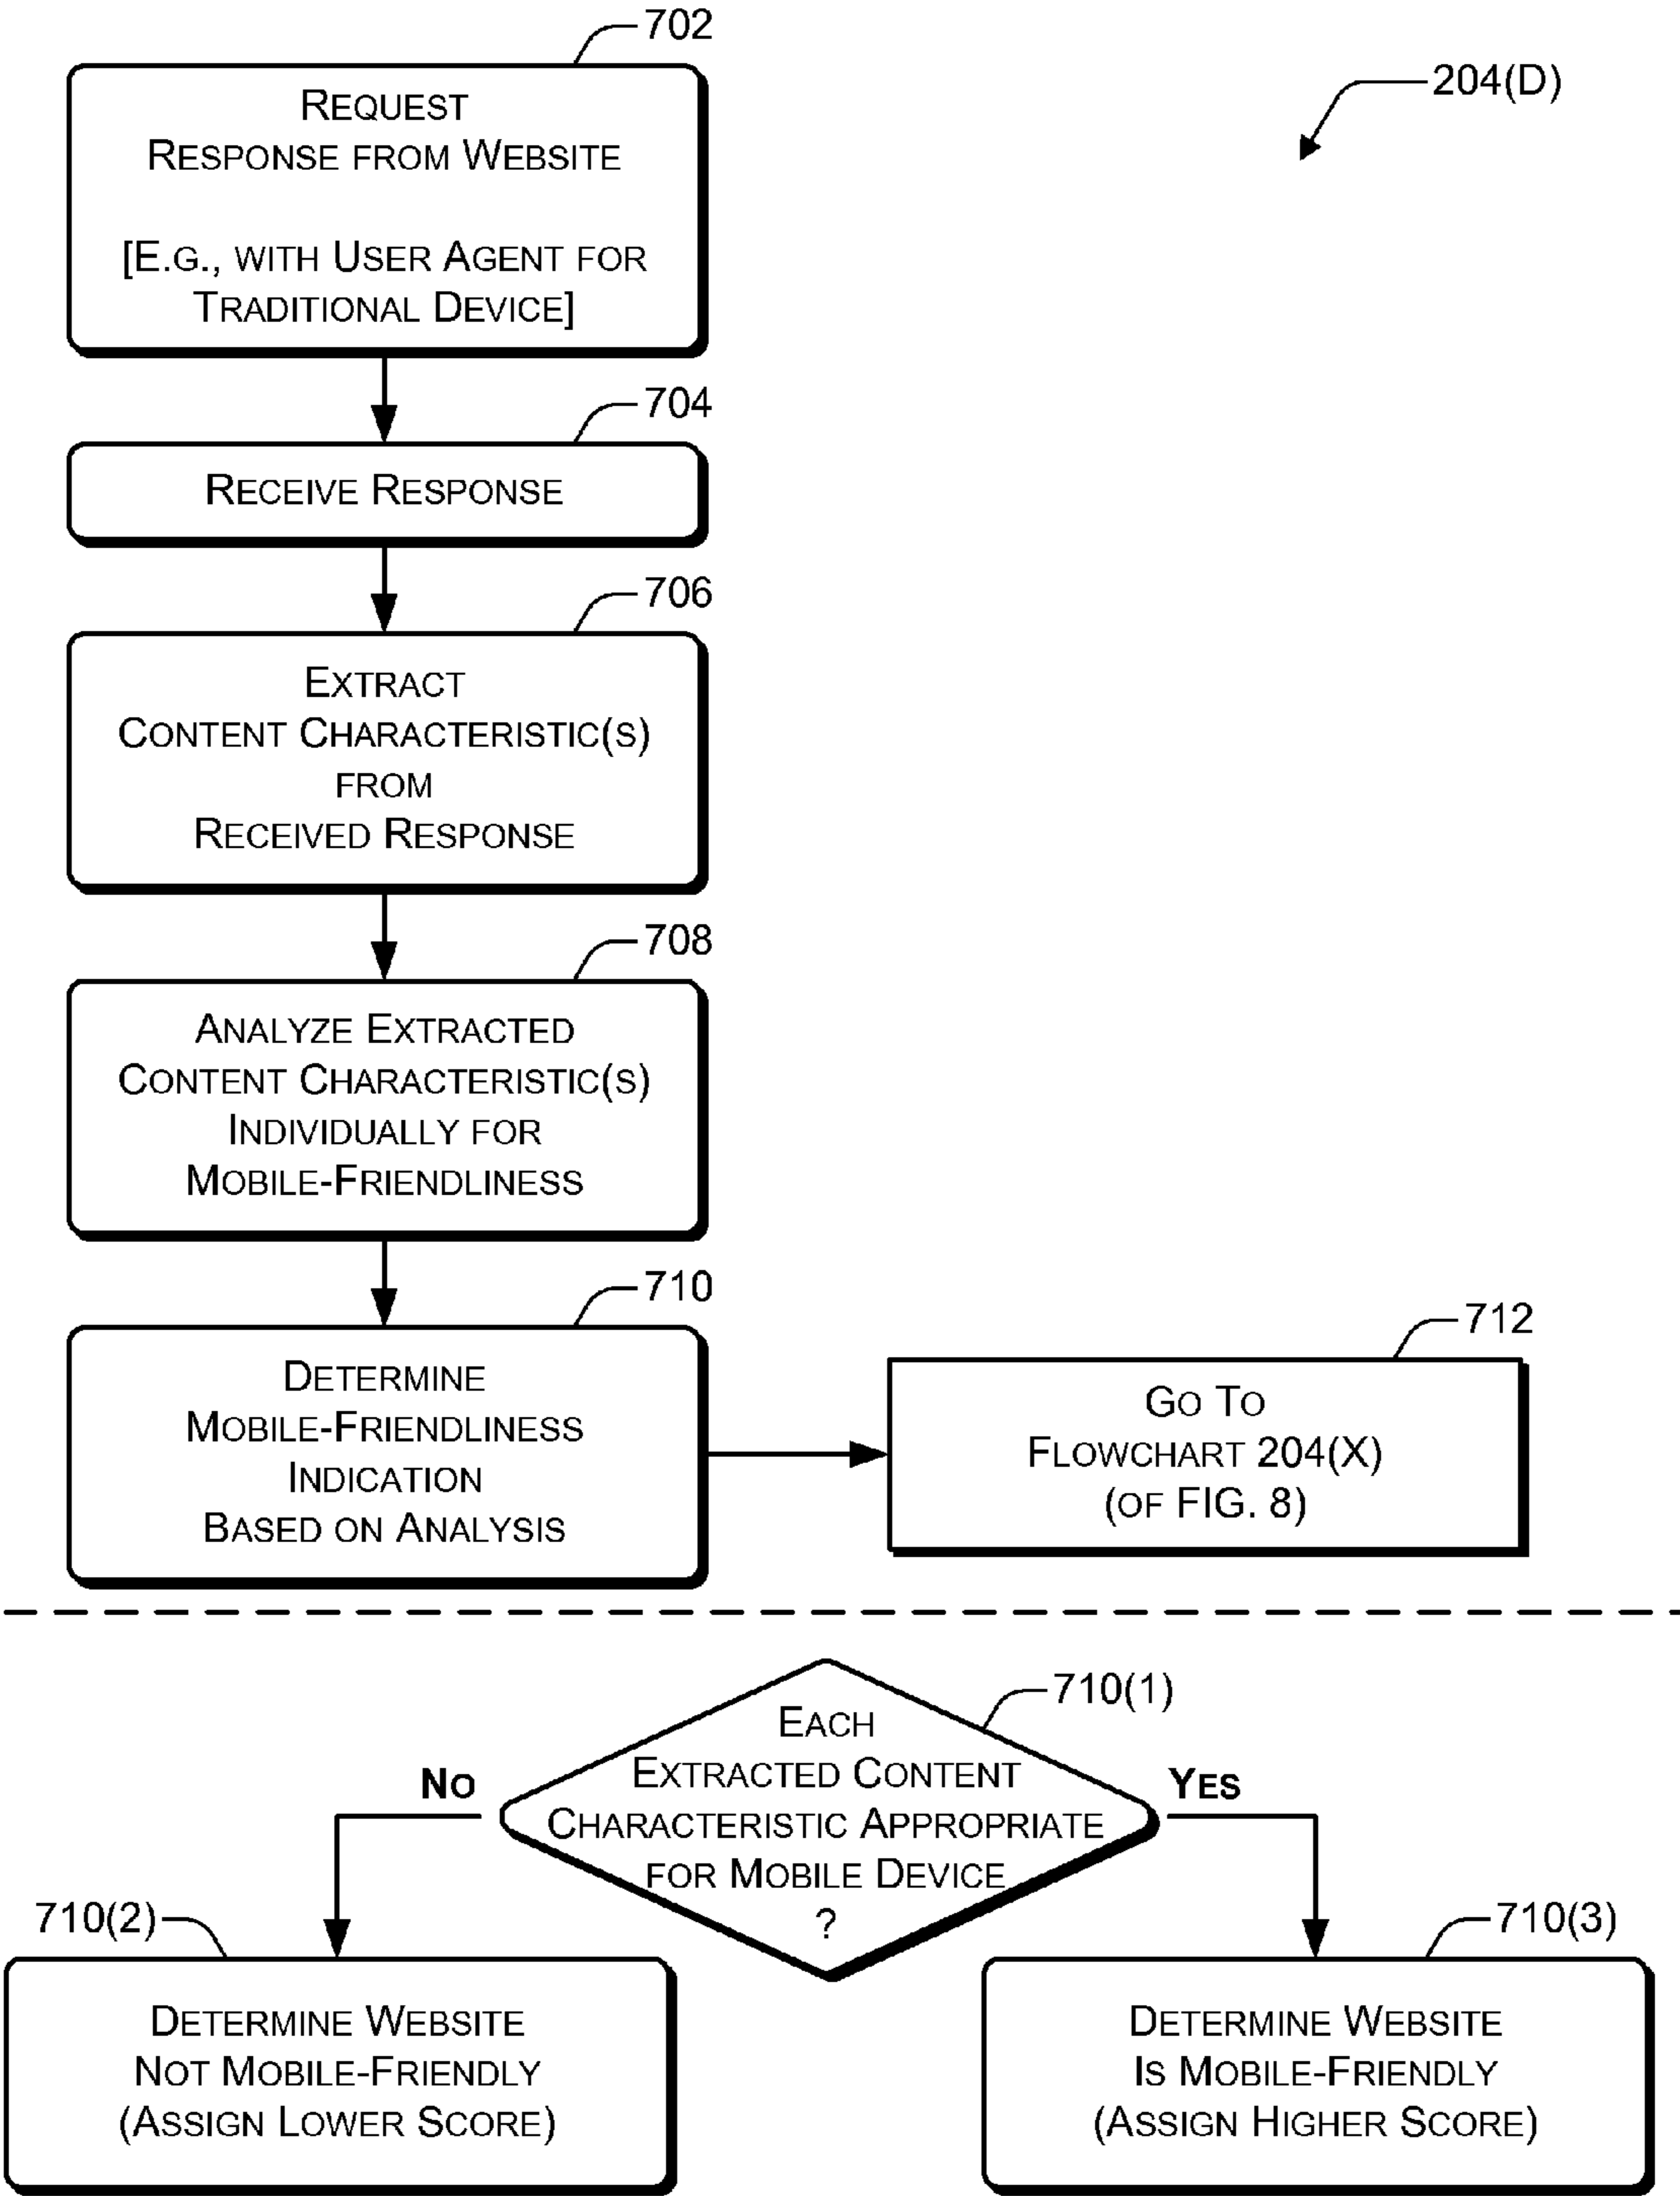 702
204(D)
REQUEST
RESPONSE FROM WEBSITE
[E.G., WITH USER AGENT FOR
TRADITIONAL DEVICE]
704
RECEIVE RESPONSE
706
EXTRACT
CONTENT CHARACTERISTIC(S)
FROM
RECEIVED RESPONSE
708
ANALYZE EXTRACTED
CONTENT CHARACTERISTIC(S)
INDIVIDUALLY FOR
MOBILE-FRIENDLINESS
710
DETERMINE
MOBILE-FRIENDLINESS
INDICATION
BASED ON ANALYSIS
712
GO TO
FLOWCHART 204(X)
(OF FIG. 8)
710(1)
EACH
EXTRACTED CONTENT
CHARACTERISTIC APPROPRIATE
FOR MOBILE DEVICE
?
NO
YES
710(2)
DETERMINE WEBSITE
NOT MOBILE-FRIENDLY
(ASSIGN LOWER SCORE)
710(3)
DETERMINE WEBSITE
IS MOBILE-FRIENDLY
(ASSIGN HIGHER SCORE)